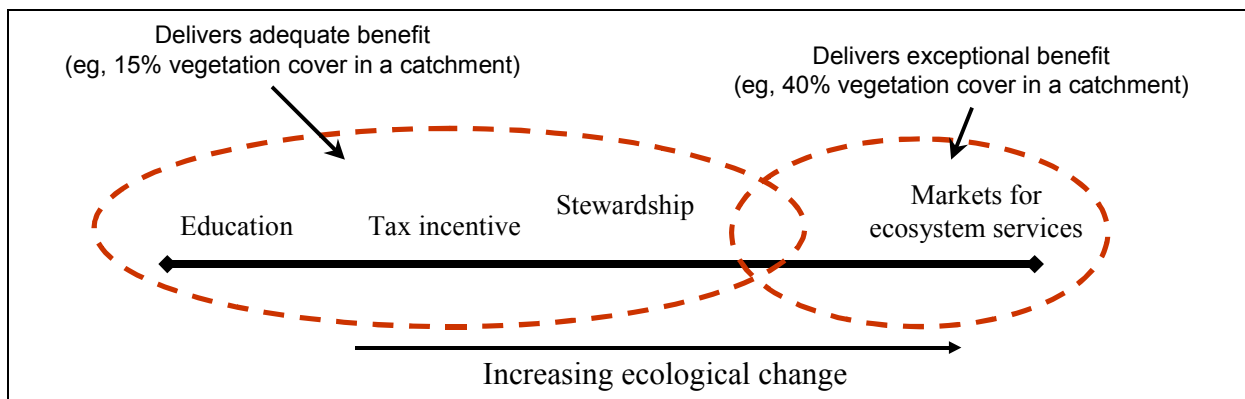 Delivers adequate benefit
(eg, 15% vegetation cover in a catchment)
Delivers exceptional benefit
(eg, 40% vegetation cover in a catchment)
Education
Tax incentive
Stewardship
Markets for
ecosystem services
Increasing ecological change